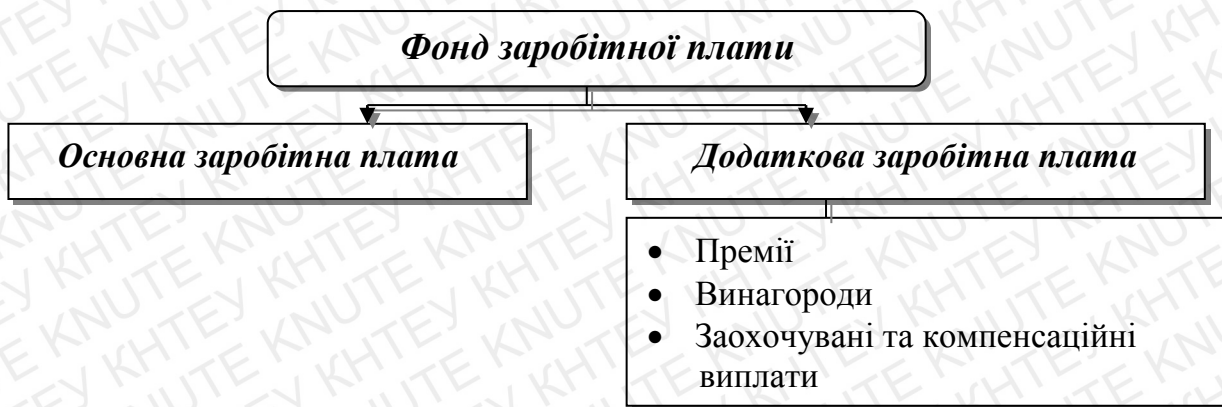 Фонд заробітної плати
Основна заробітна плата
Додаткова заробітна плата
• Премії
• Винагороди
• Заохочувані та компенсаційні
виплати